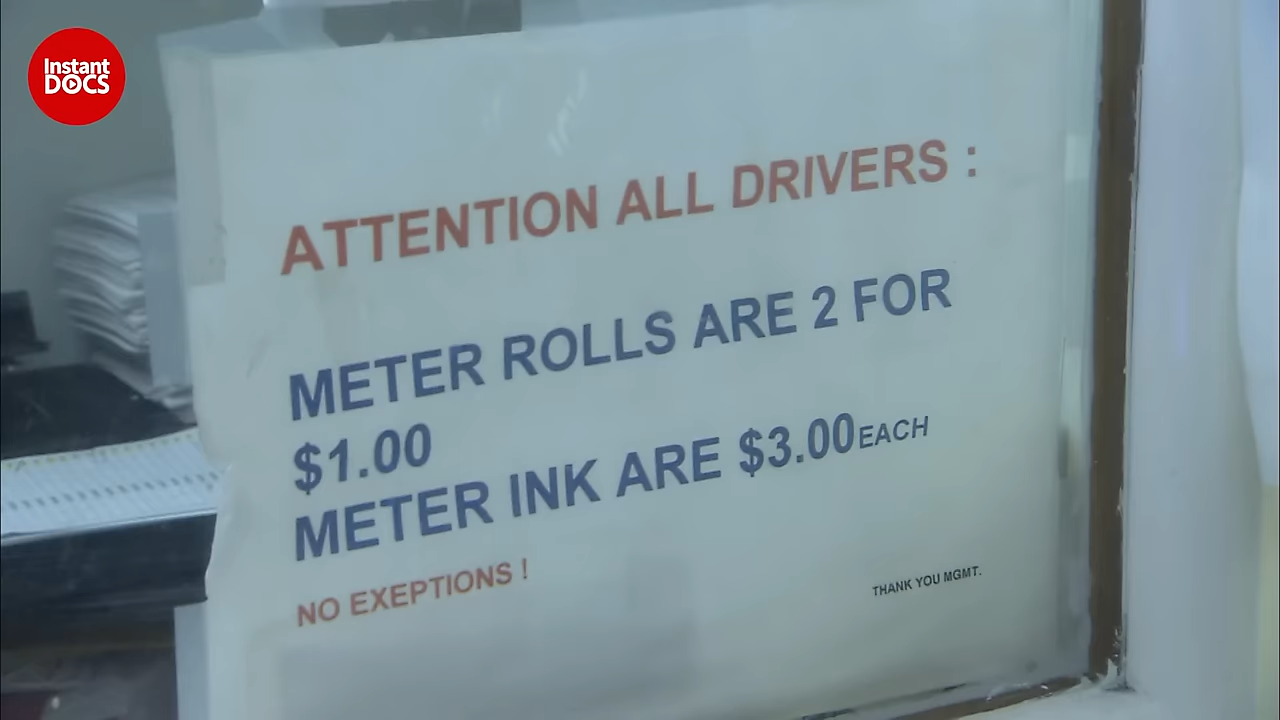 Instant
DOCS
ATTENTION ALL DRIVERS :
METER ROLLS ARE 2 FOR
$1.00
METER INK ARE $3.00EACH
NO EXEPTIONS !
THANK YOU MGMT.